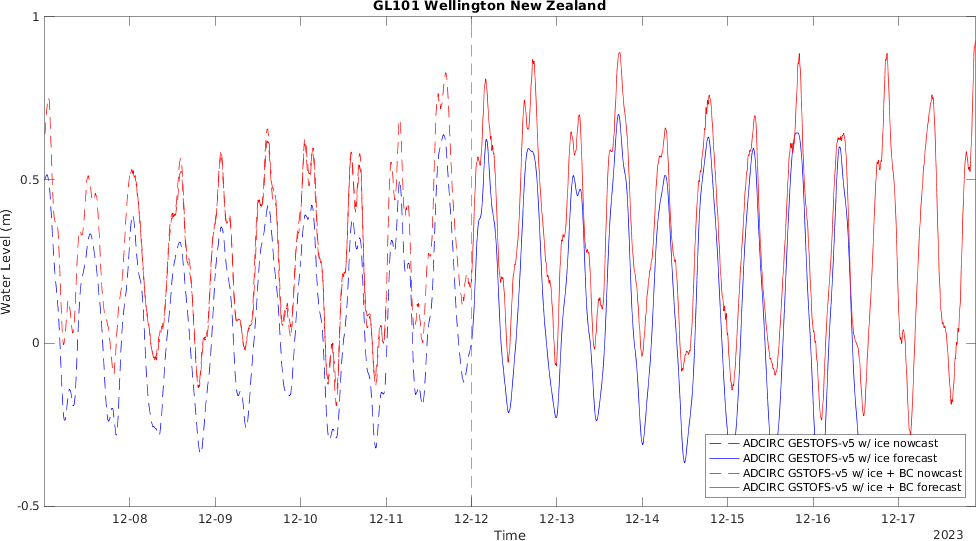 GL101 Wellington New Zealand
1
0.5
0
-0.5
Water Level (m)
ADCIRC GESTOFS-v5 w/ ice nowcast
ADCIRC GESTOFS-v5 w/ ice forecast
ADCIRC GSTOFS-v5 w/ ice + BC nowcast
ADCIRC GSTOFS-v5 w/ ice + BC forecast
12-08 12-09 12-10 12-11 12-12 12-13 12-14 12-15 12-16 12-17
Time
2023